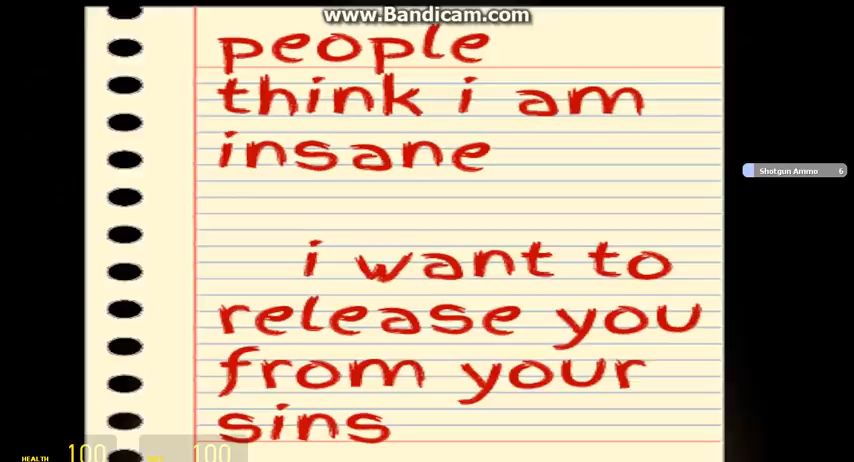 www.Bandicam.com
people
think i am
insane
Shotgun Ammo 6
i want to
release you
from your
sins
HEALTH 100
100